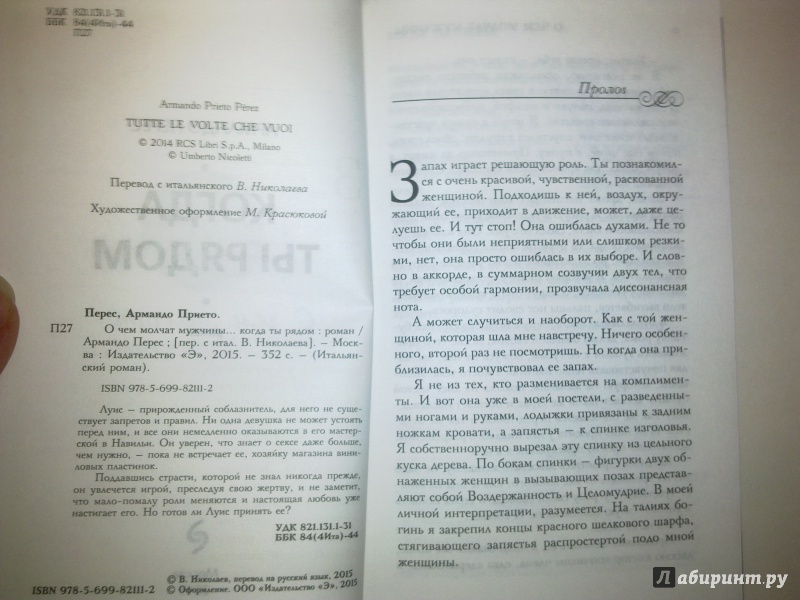 УДК 821.131.1-31
ББК 84(4Ита)-44
П27
Armando Prieto Pérez
TUTTE LE VOLTE CHE VUOI
© 2014 RCS Libri S.p.A., Milano
© Umberto Nicoletti
Перевод с итальянского В. Николаева
Художественное оформление М. Красюковой
Перес, Армандо Прието.
П27 О чем молчат мужчины... когда ты рядом : роман /
Армандо Перес ; [пер. с итал. В. Николаева]. – Моск-
ва : Издательство «Э», 2015. – 352 с. – (Итальян-
ский роман).
ISBN 978-5-699-82111-2
Луис – прирожденный соблазнитель, для него не суще-
ствует запретов и правил. Ни одна девушка не может устоять
перед ним, и все они немедленно оказываются в его мастер-
ской в Навильи. Он уверен, что знает о сексе даже больше,
чем нужно, – пока не встречает ее, хозяйку магазина вини-
ловых пластинок.
Поддавшись страсти, которой не знал никогда прежде,
он увлечется игрой, преследуя свою жертву, и не заметит,
что мало-помалу роли меняются и настоящая любовь уже
настигает его. Но готов ли Луис принять ее?
УДК 821.131.1-31
ББК 84(4Ита)-44
© В. Николаев, перевод на русский язык, 2015
© Оформление. ООО «Издательство «Э», 2015
ISBN 978-5-699-82111-2
Пролог
Запах играет решающую роль. Ты познакомил-
ся с очень красивой, чувственной, раскованной
женщиной. Подходишь к ней, воздух, окру-
жающий ее, приходит в движение, может, даже це-
луешь ее. И тут стоп! Она ошиблась духами. Не то
чтобы они были неприятными или слишком резки-
ми, нет, она просто ошиблась в их выборе. И слов-
но в аккорде, в суммарном созвучии двух тел, что
требует особой гармонии, прозвучала диссонансная
нота.
А может случиться и наоборот. Как с той жен-
щиной, которая шла мне навстречу. Ничего особен-
ного, второй раз не посмотришь. Но когда она при-
близилась, я почувствовал ее запах.
Я не из тех, кто разменивается на комплимен-
ты. И вот она уже в моей постели, с разведенны-
ми ногами и руками, лодыжки привязаны к задним
ножкам кровати, а запястья – к спинке изголовья.
Я собственноручно вырезал эту спинку из цельного
куска дерева. По бокам спинки – фигурки двух об-
наженных женщин в вызывающих позах представ-
ляют собой Воздержанность и Целомудрие. В моей
личной интерпретации, разумеется. На талиях бо-
гинь я закрепил концы красного шелкового шарфа,
стягивающего запястья распростертой подо мной
женщины.
Лабиринт.ру